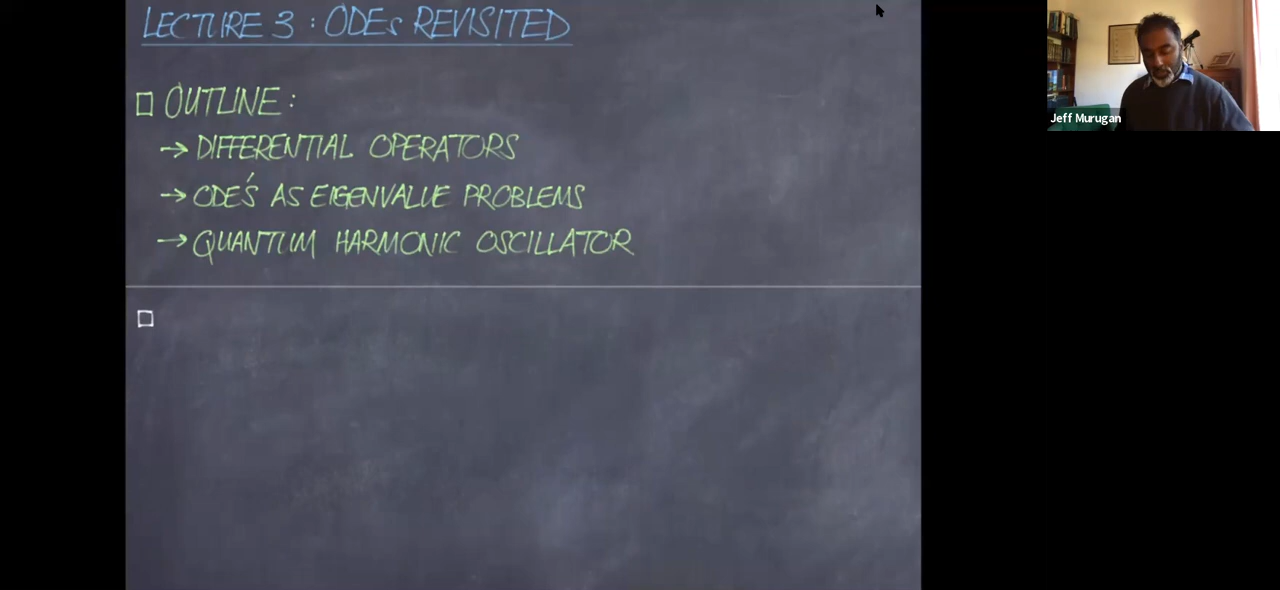 LECTURE 3 : ODEs REVISITED
□ OUTLINE :
→ DIFFERENTIAL OPERATORS
→ ODE'S AS EIGENVALUE PROBLEMS
→ QUANTUM HARMONIC OSCILLATOR
□
Jeff Murugan